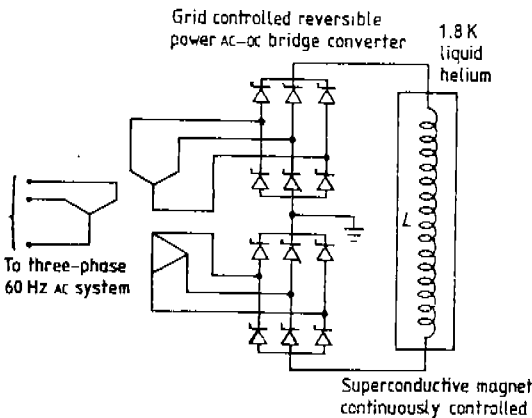 Grid controlled reversible
power AC-DC bridge converter
1.8 K
liquid
helium
L
To three-phase
60 Hz AC system
Superconductive magnet
continuously controlled